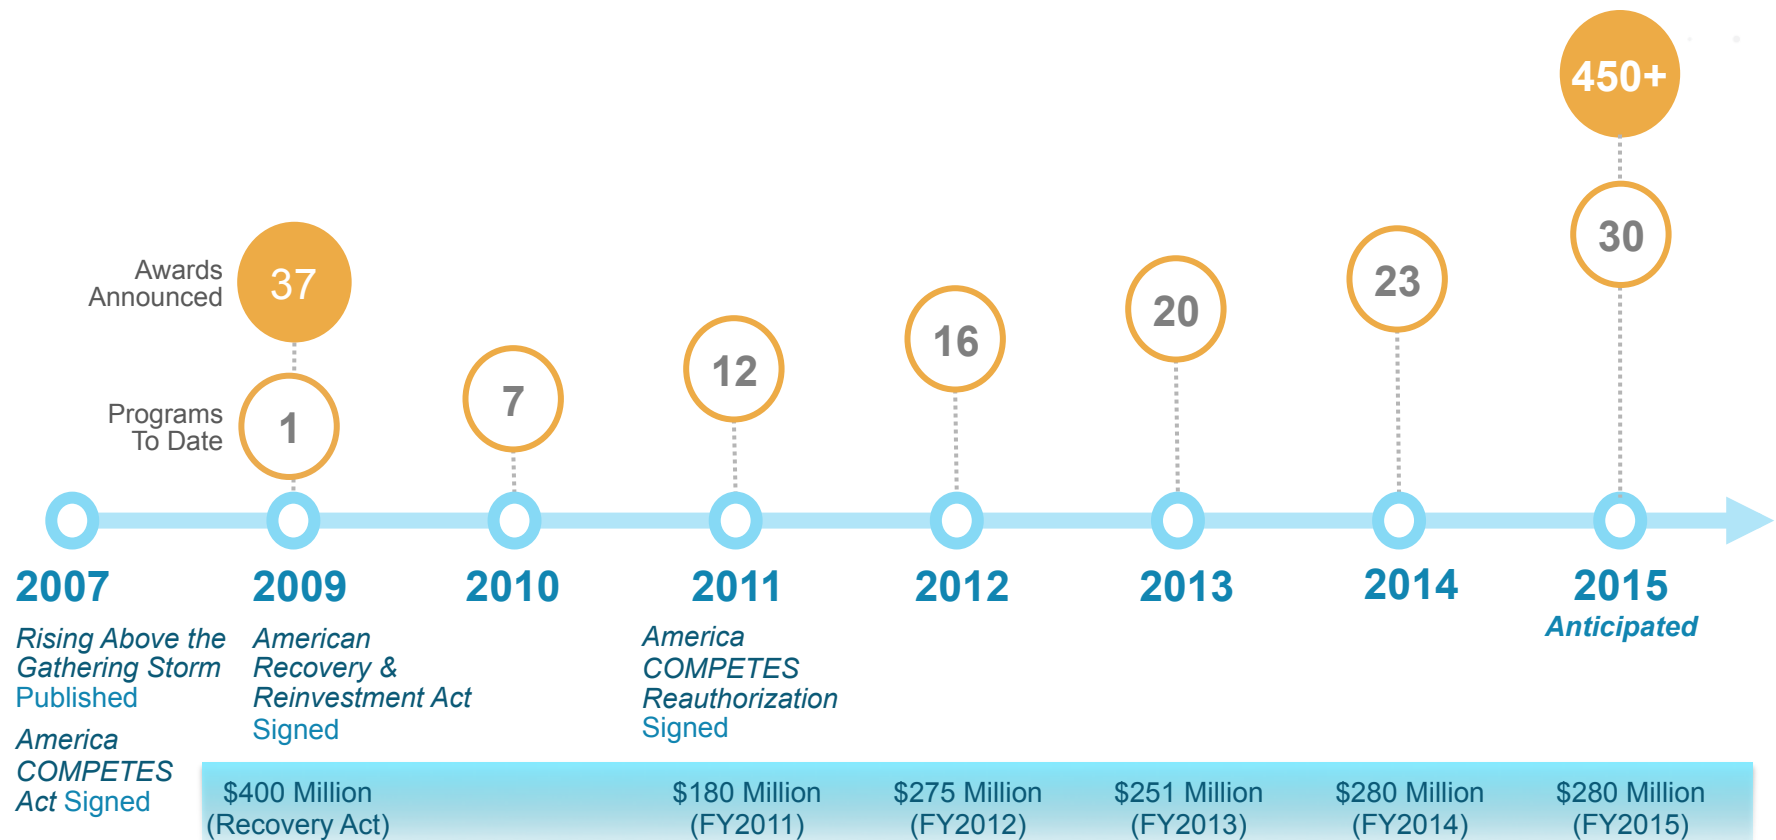 450+
30
23
20
16
12
7
Awards
Announced
37
Programs
To Date
1
2007
2009
2010
2011
2012
2013
2014
2015
Anticipated
Rising Above the
Gathering Storm
Published
America
COMPETES
Act Signed
American
Recovery &
Reinvestment Act
Signed
America
COMPETES
Reauthorization
Signed
$400 Million
(Recovery Act)
$180 Million
(FY2011)
$275 Million
(FY2012)
$251 Million
(FY2013)
$280 Million
(FY2014)
$280 Million
(FY2015)